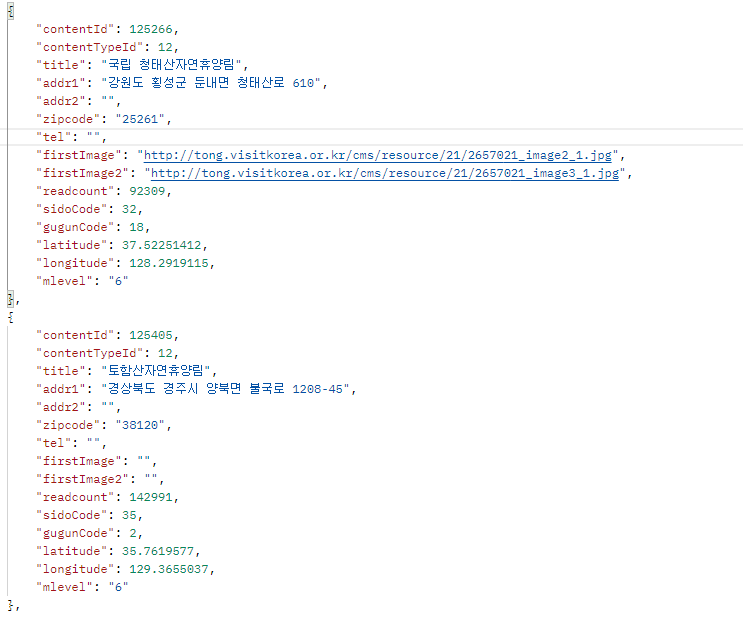 {
"contentId": 125266,
"contentTypeId": 12,
"title": "국립 청태산자연휴양림",
"addr1": "강원도 횡성군 둔내면 청태산로 610",
"addr2": "",
"zipcode": "25261",
"tel": "",
"firstImage": "http://tong.visitkorea.or.kr/cms/resource/21/2657021_image2_1.jpg",
"firstImage2": "http://tong.visitkorea.or.kr/cms/resource/21/2657021_image3_1.jpg",
"readcount": 92309,
"sidoCode": 32,
"gugunCode": 18,
"latitude": 37.52251412,
"longitude": 128.2919115,
"mlevel": "6"
},
{
"contentId": 125405,
"contentTypeId": 12,
"title": "토함산자연휴양림",
"addr1": "경상북도 경주시 양북면 불국로 1208-45",
"addr2": "",
"zipcode": "38120",
"tel": "",
"firstImage": "",
"firstImage2": "",
"readcount": 142991,
"sidoCode": 35,
"gugunCode": 2,
"latitude": 35.7619577,
"longitude": 129.3655037,
"mlevel": "6"
},